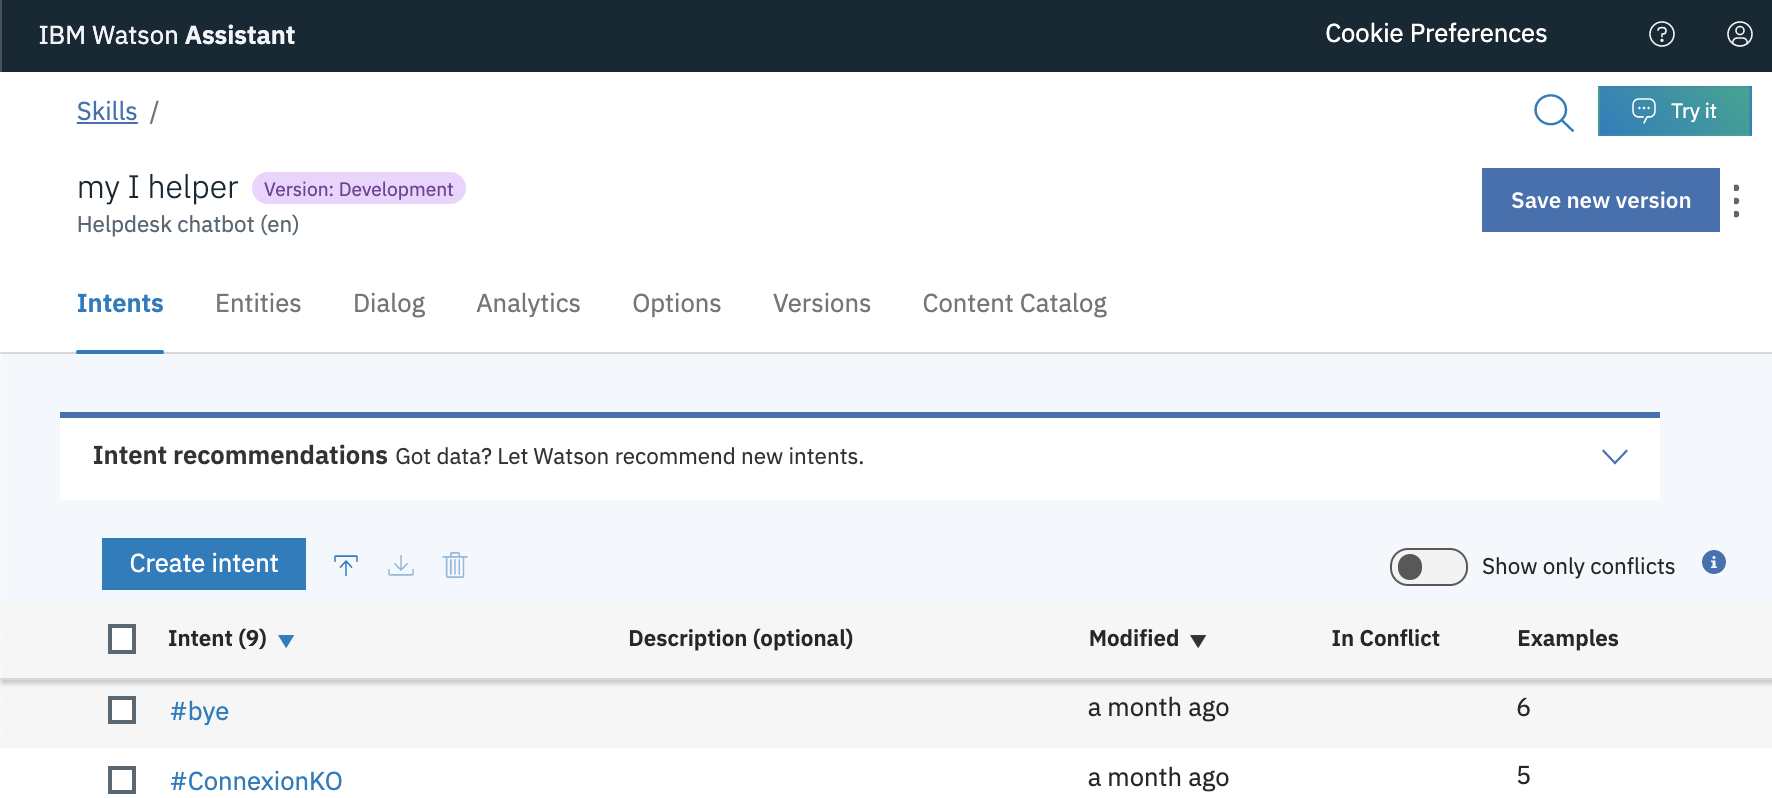 IBM Watson Assistant
Cookie Preferences
Skills /
Try it
my I helper
Version: Development
Helpdesk chatbot (en)
Save new version
Intents Entities Dialog Analytics Options Versions Content Catalog
Intent recommendations Got data? Let Watson recommend new intents.
Create intent
Show only conflicts
Intent (9) Description (optional) Modified In Conflict Examples
#bye a month ago 6
#ConnexionKO a month ago 5